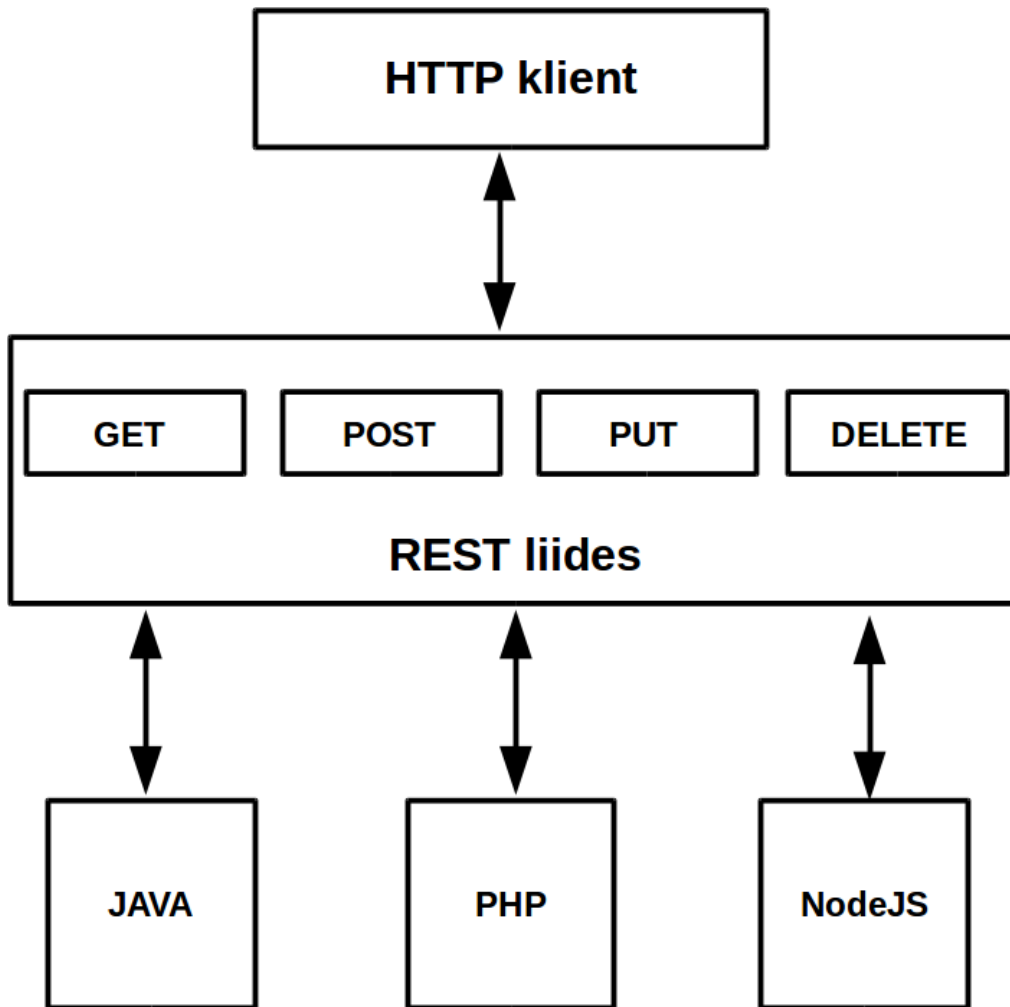 HTTP klient
GET
POST
PUT
DELETE
REST liides
JAVA
PHP
NodeJS